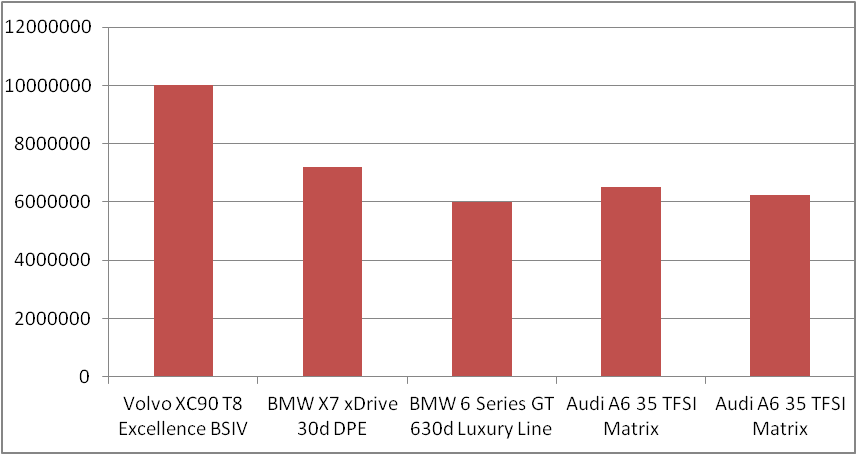 12000000
10000000
8000000
6000000
4000000
2000000
0
Volvo XC90 T8
Excellence BSIV
BMW X7 xDrive
30d DPE
BMW 6 Series GT
630d Luxury Line
Audi A6 35 TFSI
Matrix
Audi A6 35 TFSI
Matrix